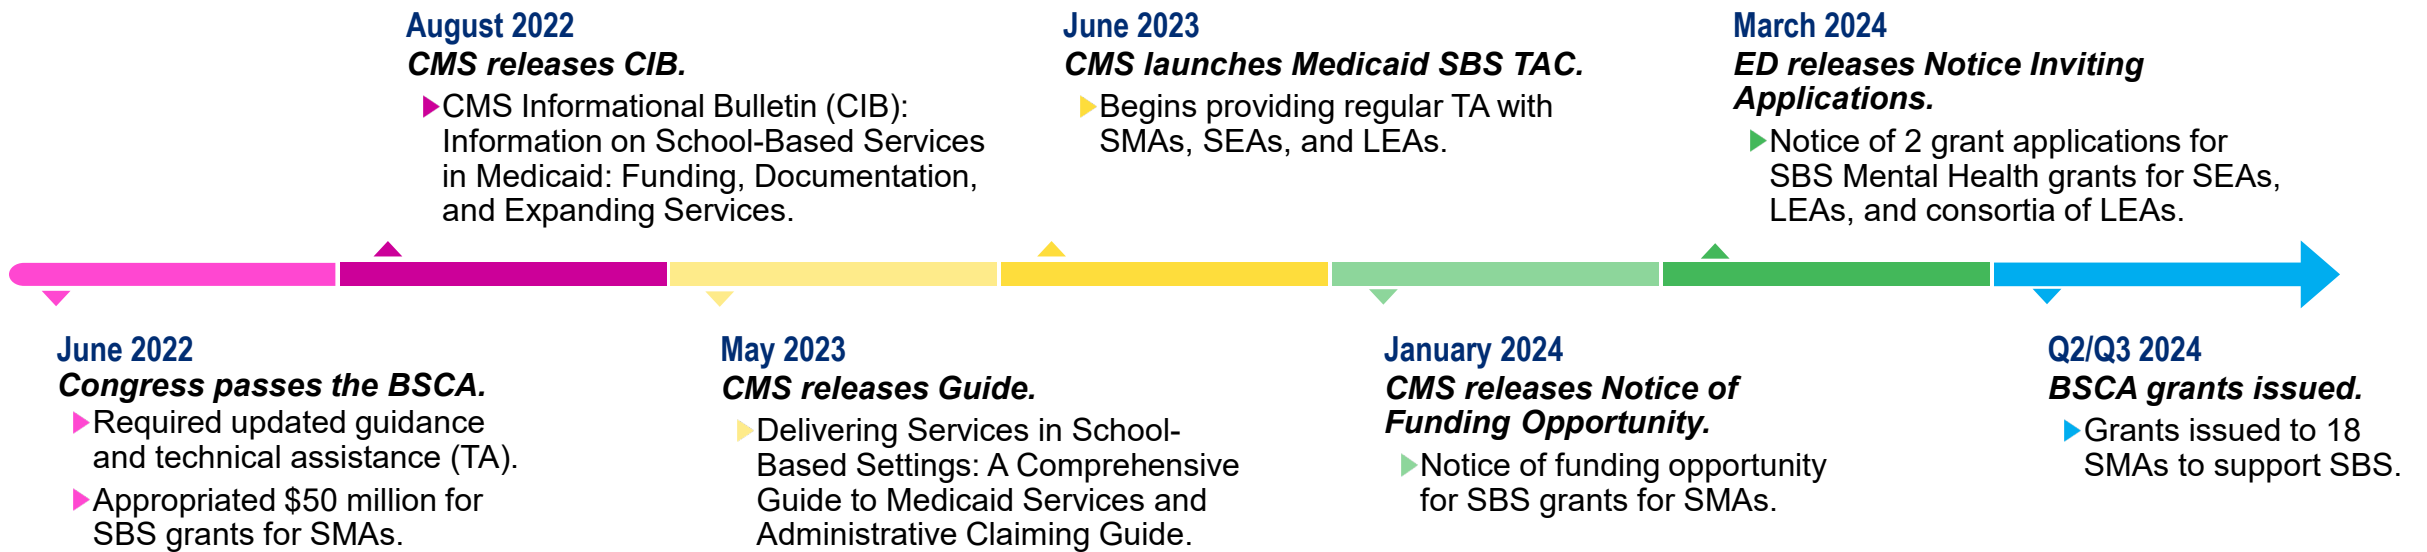 August 2022
CMS releases CIB.
CMS Informational Bulletin (CIB):
Information on School-Based Services
in Medicaid: Funding, Documentation,
and Expanding Services.
June 2023
CMS launches Medicaid SBS TAC.
Begins providing regular TA with
SMAs, SEAs, and LEAs.
March 2024
ED releases Notice Inviting
Applications.
Notice of 2 grant applications for
SBS Mental Health grants for SEAs,
LEAs, and consortia of LEAs.
June 2022
Congress passes the BSCA.
Required updated guidance
and technical assistance (TA).
Appropriated $50 million for
SBS grants for SMAs.
May 2023
CMS releases Guide.
Delivering Services in School-
Based Settings: A Comprehensive
Guide to Medicaid Services and
Administrative Claiming Guide.
January 2024
CMS releases Notice of
Funding Opportunity.
Notice of funding opportunity
for SBS grants for SMAs.
Q2/Q3 2024
BSCA grants issued.
Grants issued to 18
SMAs to support SBS.